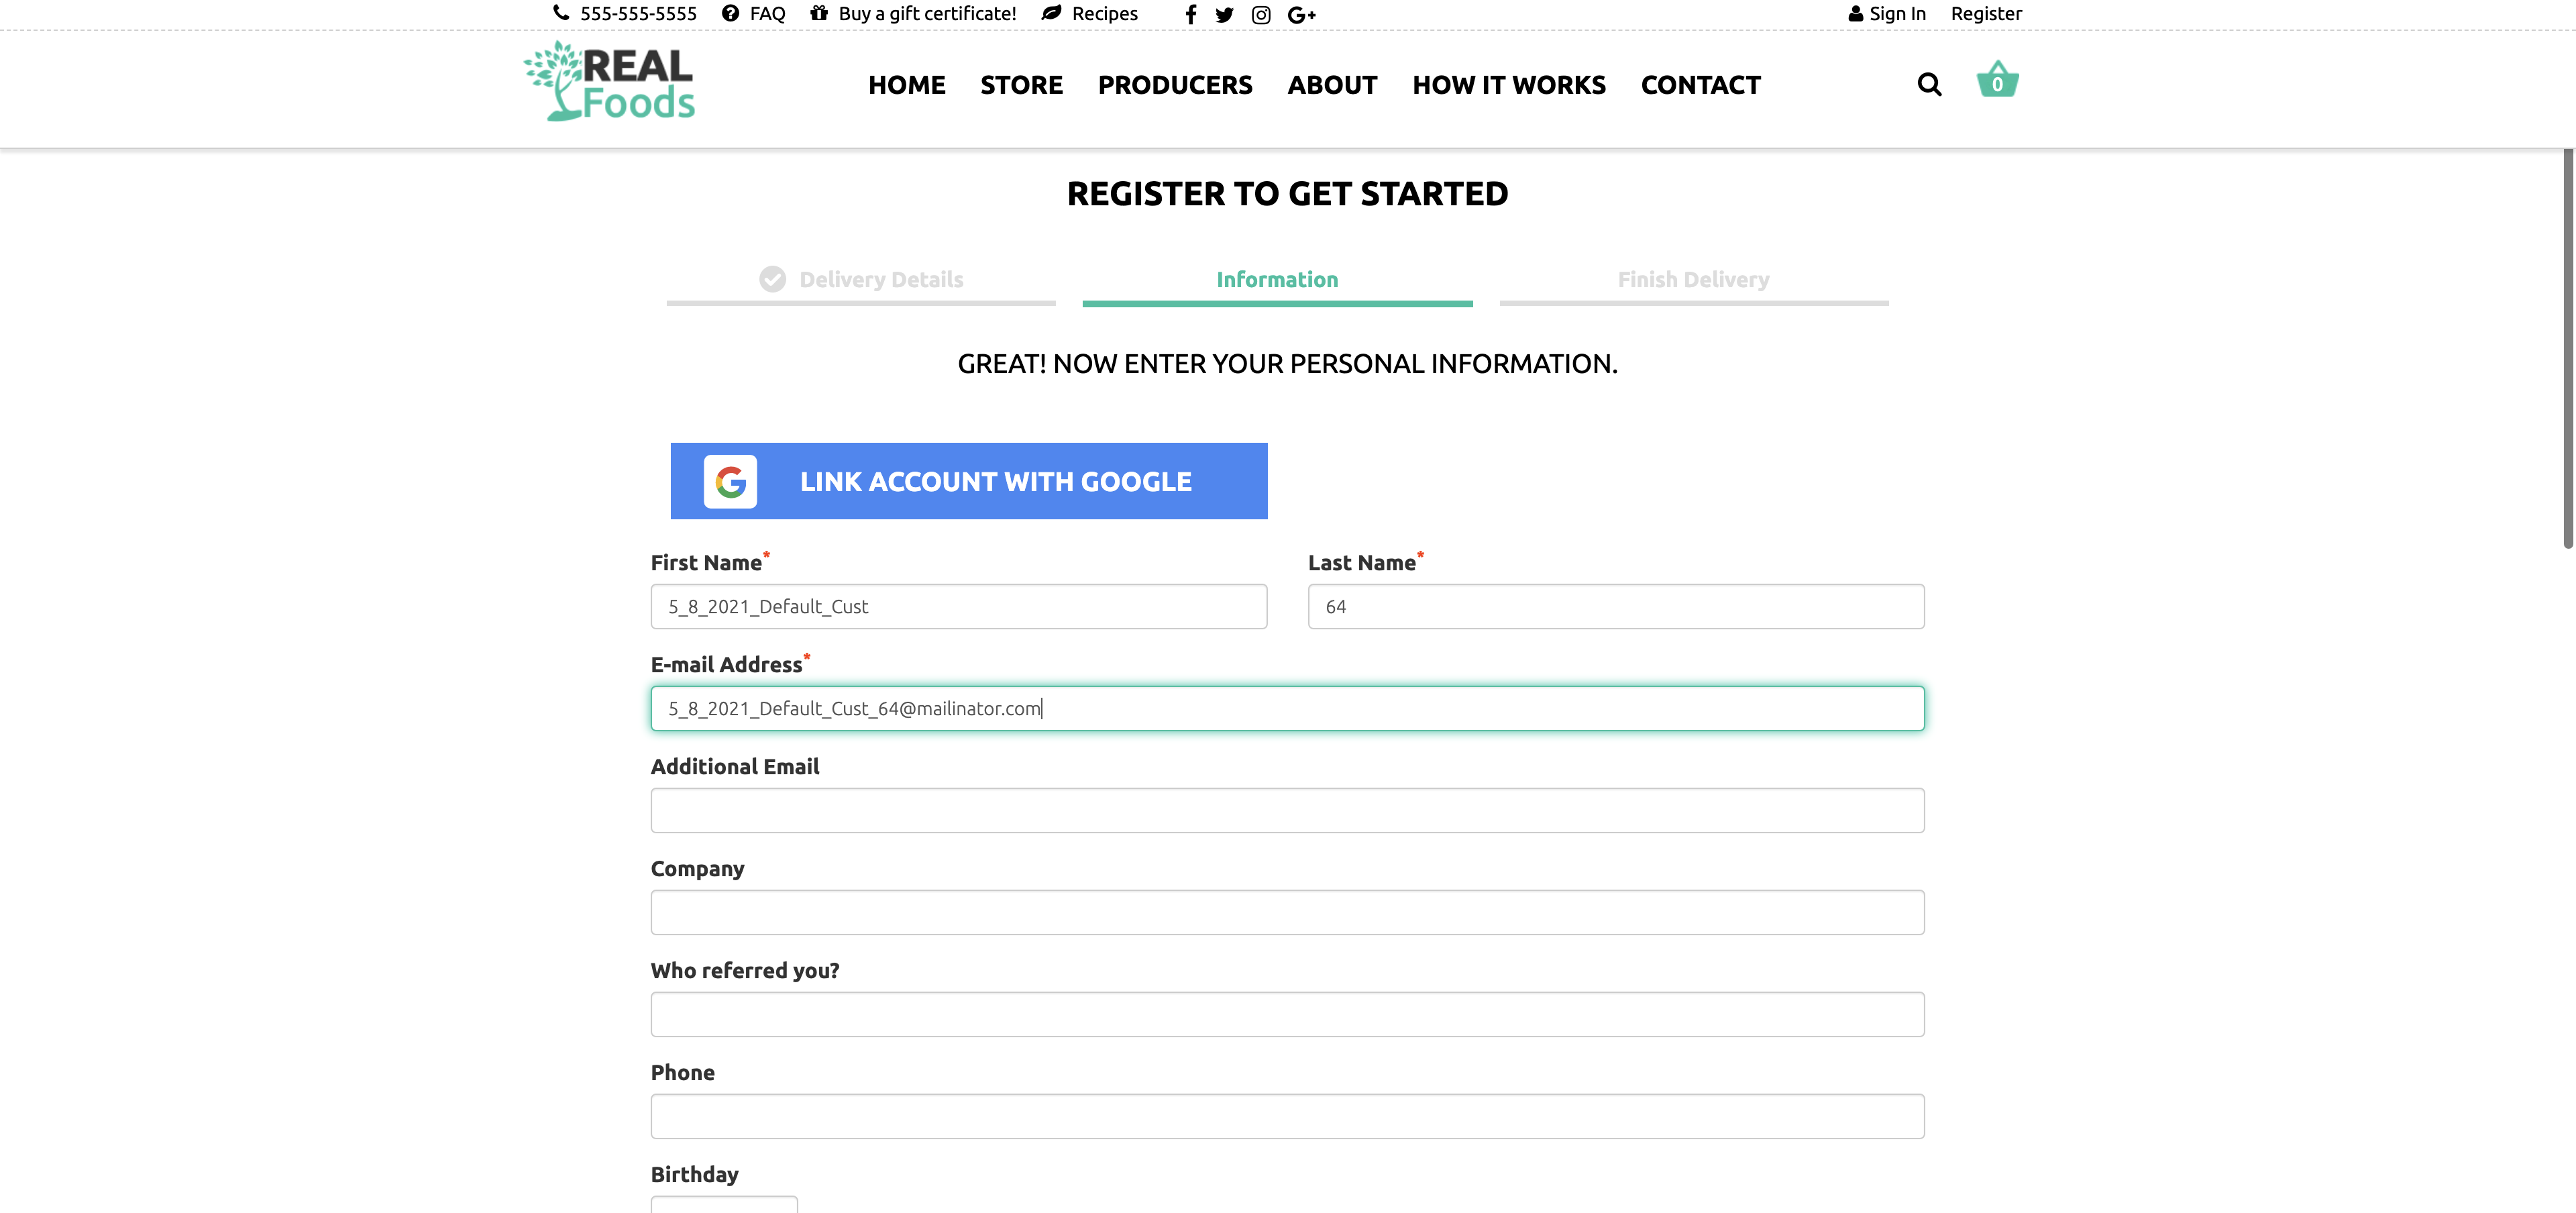 555-555-5555 FAQ Buy a gift certificate! Recipes Sign In Register
REAL
Foods
HOME STORE PRODUCERS ABOUT HOW IT WORKS CONTACT 0
REGISTER TO GET STARTED
Delivery Details Information Finish Delivery
GREAT! NOW ENTER YOUR PERSONAL INFORMATION.
LINK ACCOUNT WITH GOOGLE
First Name* Last Name*
5_8_2021_Default_Cust 64
E-mail Address*
5_8_2021_Default_Cust_64@mailinator.com
Additional Email
Company
Who referred you?
Phone
Birthday